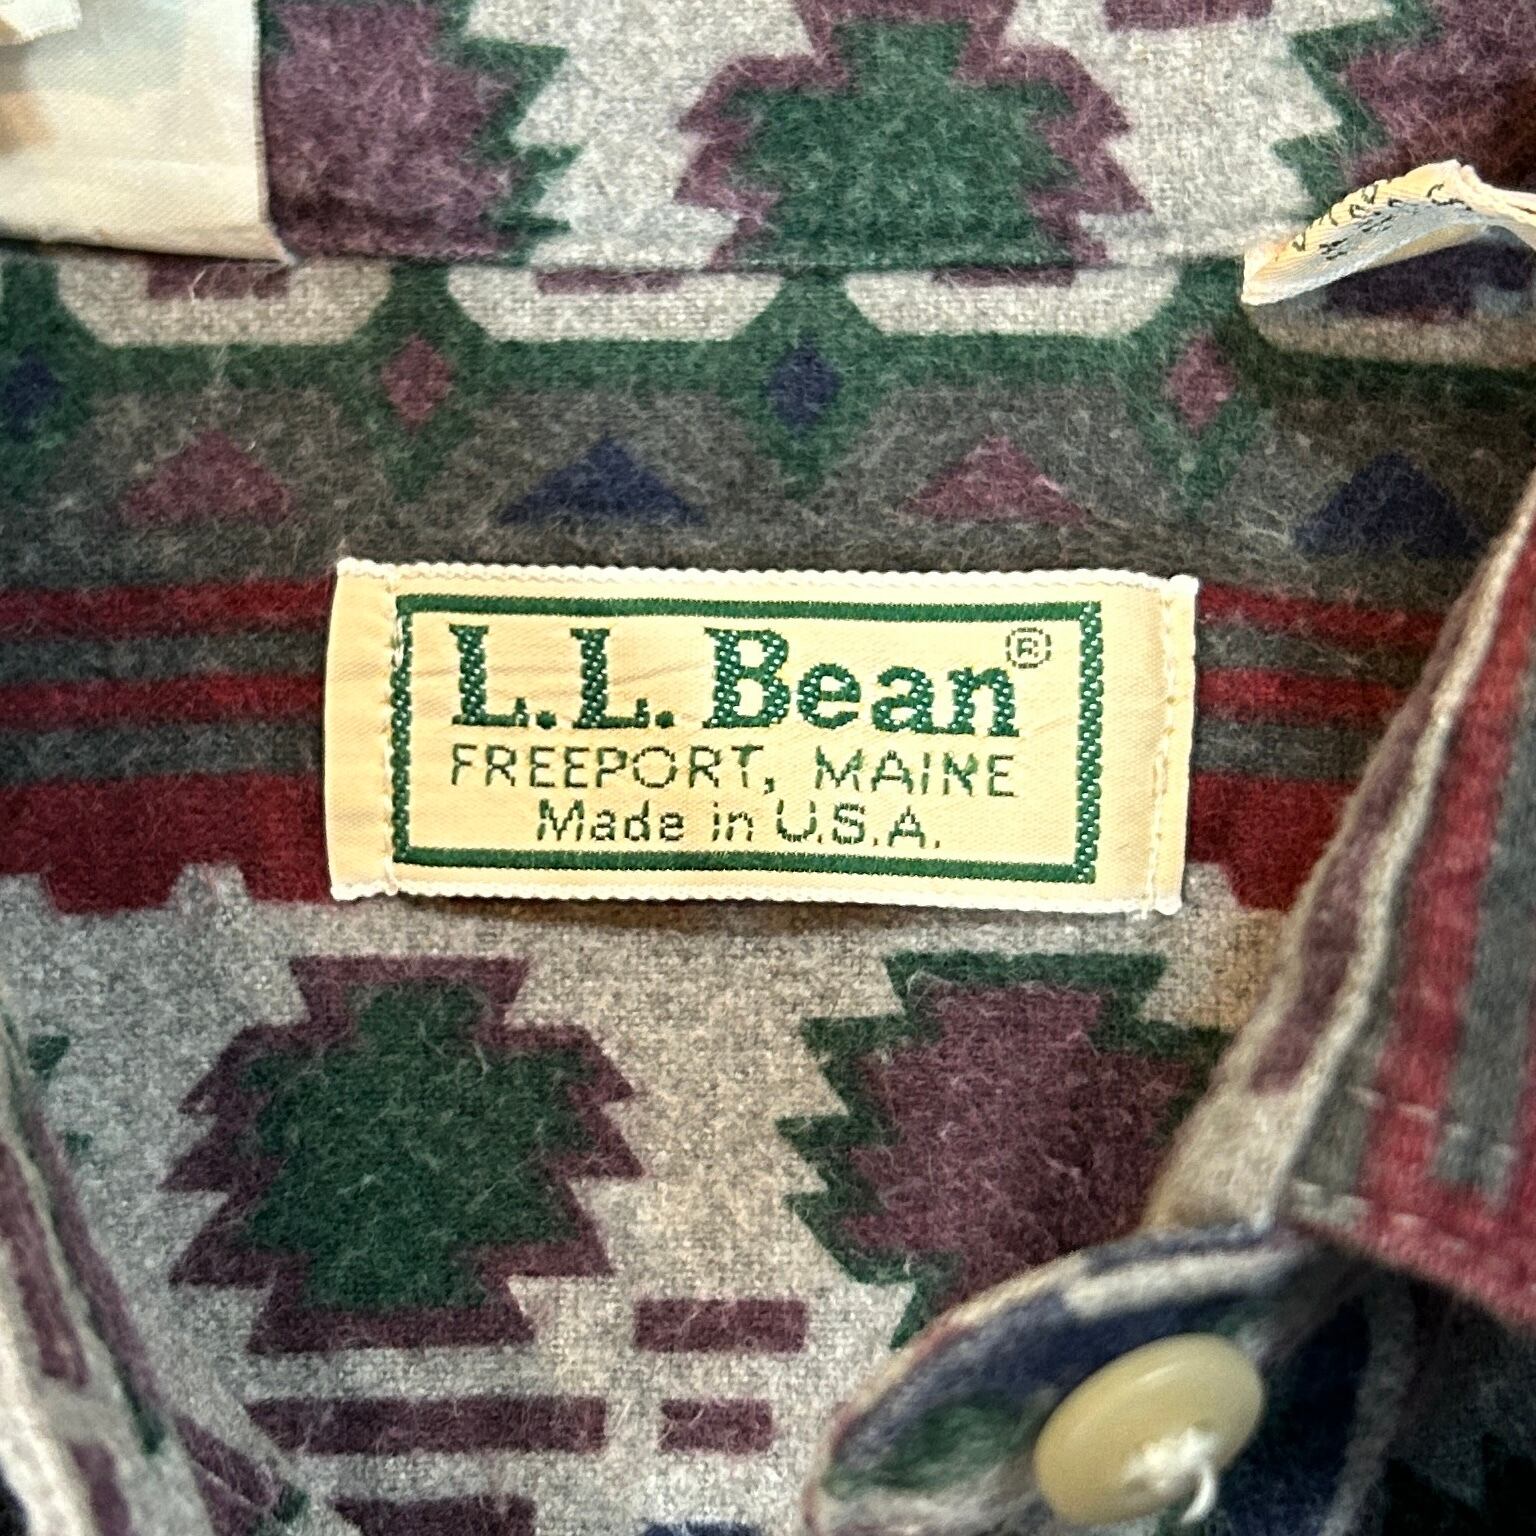 L.L.Bean®
FREEPORT, MAINE
Made in U.S.A.